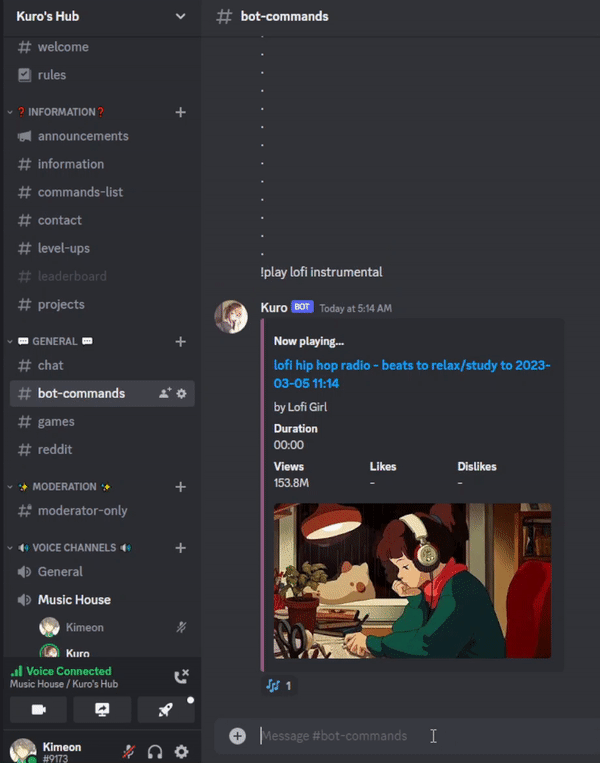 Kuro's Hub
welcome
rules
INFORMATION
announcements
information
commands-list
contact
level-ups
leaderboard
projects
GENERAL
chat
bot-commands
games
reddit
MODERATION
moderator-only
VOICE CHANNELS
General
Music House
Kimeon
Kuro
Voice Connected
Music House / Kuro's Hub
Kimeon
#9173
# bot-commands
!play lofi instrumental
Kuro BOT Today at 5:14 AM
Now playing...
lofi hip hop radio - beats to relax/study to 2023-
03-05 11:14
by Lofi Girl
Duration
00:00
Views Likes Dislikes
153.8M - -
1
Message #bot-commands